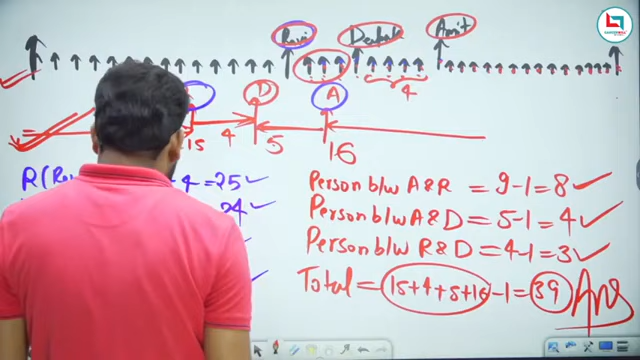 Ravi Deepak Amit
4
D A
15 4 5 16
R(Ra 4=25
24
Person b/w A & R = 9-1=8
Person b/w A & D = 5-1=4
Person b/w R & D = 4-1=3
Total = 15+4+5+16-1=39 Ans